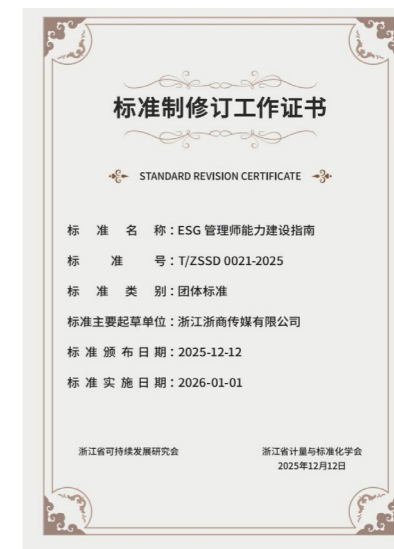 标准制修订工作证书
STANDARD REVISION CERTIFICATE
标准名称：ESG 管理师能力建设指南
标准号：T/ZSSD 0021-2025
标准类别：团体标准
标准主要起草单位：浙江浙商传媒有限公司
标准颁布日期：2025-12-12
标准实施日期：2026-01-01
浙江省可持续发展研究会 浙江省计量与标准化学会
2025年12月12日